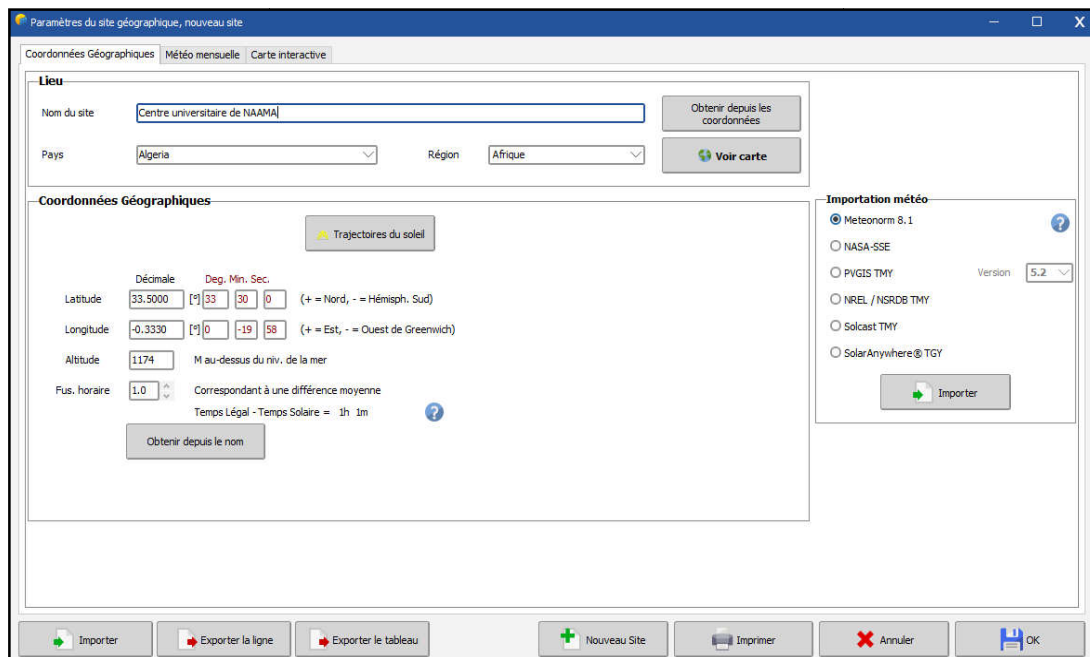 Paramètres du site géographique, nouveau site
Coordonnées Géographiques Météo mensuelle Carte interactive
Lieu
Nom du site Centre universitaire de NAAMA Obtenir depuis les coordonnées
Pays Algeria Région Afrique Voir carte
Coordonnées Géographiques
Trajectoires du soleil
Décimale Deg. Min. Sec.
Latitude 33.5000 [°] 33 30 0 (+ = Nord, - = Hémisph. Sud)
Longitude -0.3330 [°] 0 -19 58 (+ = Est, - = Ouest de Greenwich)
Altitude 1174 M au-dessus du niv. de la mer
Fus. horaire 1.0 Correspondant à une différence moyenne
Temps Légal - Temps Solaire = 1h 1m ?
Obtenir depuis le nom
Importation météo
Meteonorm 8.1 ?
NASA-SSE
PVGIS TMY Version 5.2
NREL / NSRDB TMY
Solcast TMY
SolarAnywhere® TGY
Importer
Importer Exporter la ligne Exporter le tableau Nouveau Site Imprimer Annuler OK